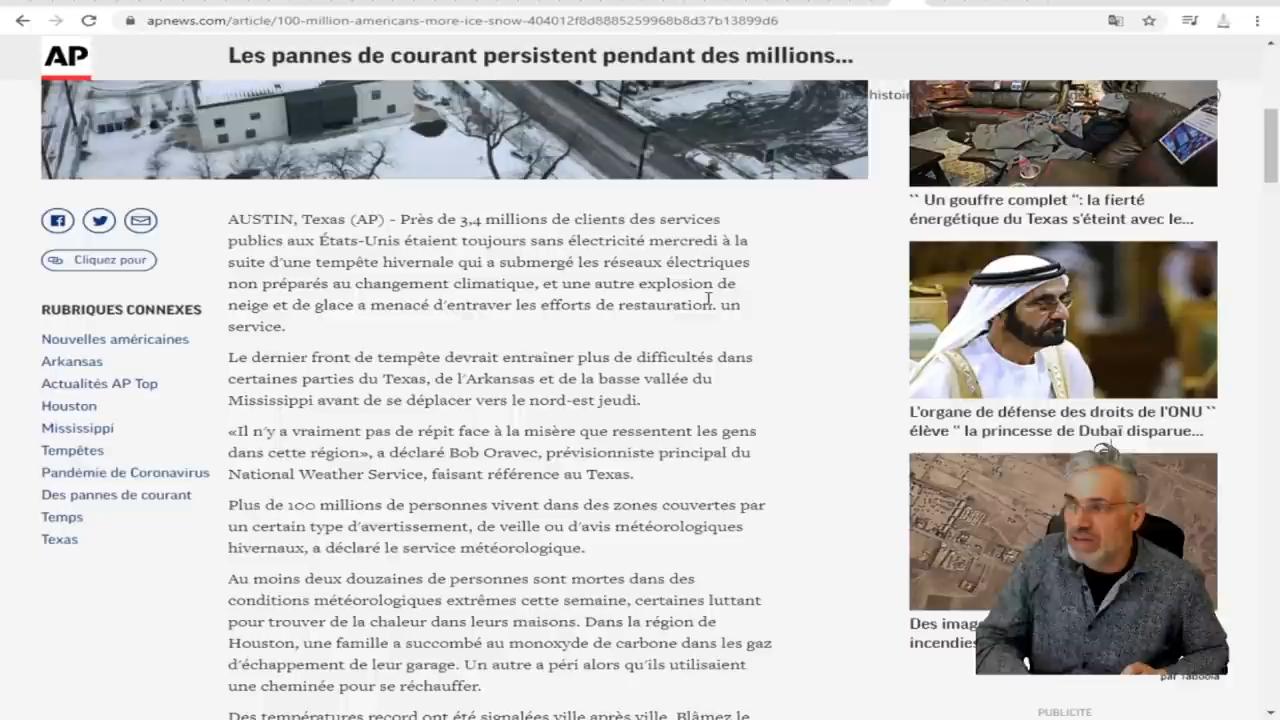 apnews.com/article/100-million-americans-more-ice-snow-404012f8d8885259968b8d37b13899d6
AP
Les pannes de courant persistent pendant des millions...
Cliquez pour
RUBRIQUES CONNEXES
Nouvelles américaines
Arkansas
Actualités AP Top
Houston
Mississippi
Tempêtes
Pandémie de Coronavirus
Des pannes de courant
Temps
Texas
AUSTIN, Texas (AP) - Près de 3,4 millions de clients des services
publics aux États-Unis étaient toujours sans électricité mercredi à la
suite d'une tempête hivernale qui a submergé les réseaux électriques
non préparés au changement climatique, et une autre explosion de
neige et de glace a menacé d'entraver les efforts de restauration. un
service.
Le dernier front de tempête devrait entraîner plus de difficultés dans
certaines parties du Texas, de l'Arkansas et de la basse vallée du
Mississippi avant de se déplacer vers le nord-est jeudi.
«Il n'y a vraiment pas de répit face à la misère que ressentent les gens
dans cette région», a déclaré Bob Oravec, prévisionniste principal du
National Weather Service, faisant référence au Texas.
Plus de 100 millions de personnes vivent dans des zones couvertes par
un certain type d'avertissement, de veille ou d'avis météorologiques
hivernaux, a déclaré le service météorologique.
Au moins deux douzaines de personnes sont mortes dans des
conditions météorologiques extrêmes cette semaine, certaines luttant
pour trouver de la chaleur dans leurs maisons. Dans la région de
Houston, une famille a succombé au monoxyde de carbone dans les gaz
d'échappement de leur garage. Un autre a péri alors qu'ils utilisaient
une cheminée pour se réchauffer.
Des températures record ont été signalées ville après ville. Blâmez le
`` Un gouffre complet '': la fierté
énergétique du Texas s'éteint avec le...
L'organe de défense des droits de l'ONU ``
élève '' la princesse de Dubaï disparue...
Des imag
incendies
par Taboola
PUBLICITÉ